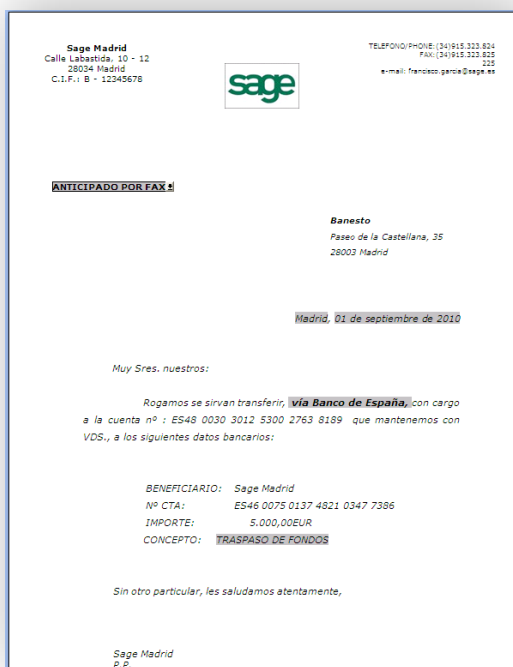 Sage Madrid
Calle Labastida, 10 - 12
28034 Madrid
C.I.F.: B - 12345678
sage
TELEFONO/PHONE:(34)915.323.824
FAX:(34)915.323.825
225
e-mail: francisco.garcia@sage.es
ANTICIPADO POR FAX
Banesto
Paseo de la Castellana, 35
28003 Madrid
Madrid, 01 de septiembre de 2010
Muy Sres. nuestros:
Rogamos se sirvan transferir, vía Banco de España, con cargo
a la cuenta nº : ES48 0030 3012 5300 2763 8189 que mantenemos con
VDS., a los siguientes datos bancarios:
BENEFICIARIO: Sage Madrid
Nº CTA: ES46 0075 0137 4821 0347 7386
IMPORTE: 5.000,00EUR
CONCEPTO: TRASPASO DE FONDOS
Sin otro particular, les saludamos atentamente,
Sage Madrid
P.P.